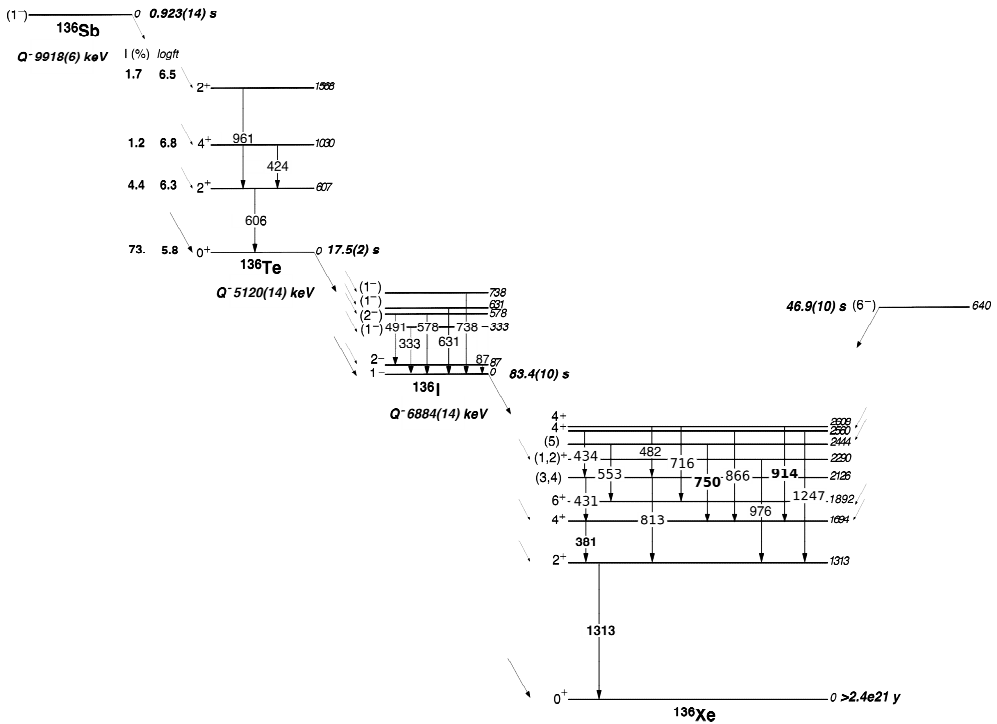 (1⁻) 0 0.923(14) s
¹³⁶Sb
Q⁻9918(6) keV
I (%) logft
1.7 6.5
2⁺ 1568
961
1.2 6.8 4⁺ 1030
424
4.4 6.3 2⁺ 607
606
73. 5.8 0⁺ 0 17.5(2) s
¹³⁶Te
Q⁻5120(14) keV
(1⁻) 738
(1⁻) 631
(2⁻) 578
(1⁻) 491 578 738 333
333 631
2⁻ 87 87
1⁻ 0 83.4(10) s
¹³⁶I
Q⁻6884(14) keV
46.9(10) s (6⁻) 640
4⁺ 2608
4⁺ 2560
(5) 2444
(1,2)⁺ 434 482 716 2290
(3,4) 553 750 866 914 2126
6⁺ 431 1247 1892
4⁺ 813 976 1694
381
2⁺ 1313
1313
0⁺ 0 >2.4e21 y
¹³⁶Xe